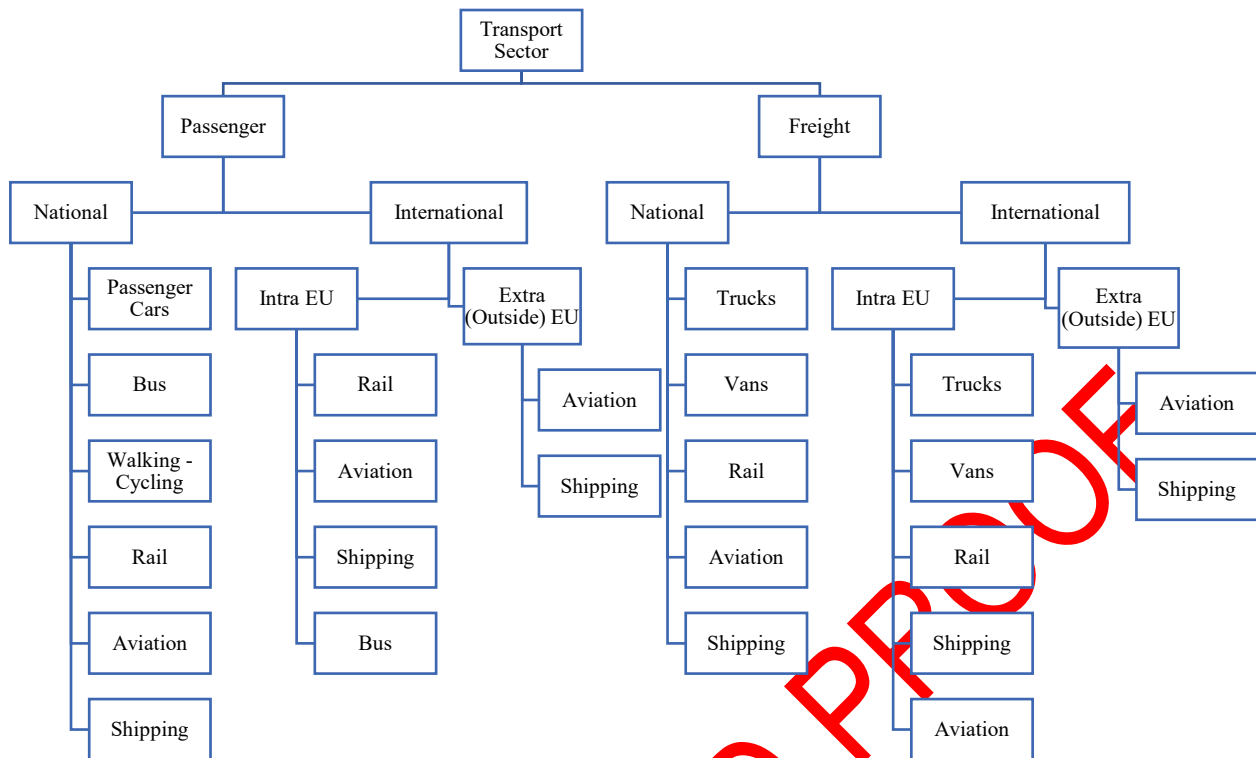 Transport
Sector
Passenger
Freight
National
International
National
International
Passenger
Cars
Bus
Walking -
Cycling
Rail
Aviation
Shipping
Intra EU
Rail
Aviation
Shipping
Bus
Extra
(Outside) EU
Aviation
Shipping
Trucks
Vans
Rail
Aviation
Shipping
Intra EU
Trucks
Vans
Rail
Shipping
Aviation
Extra
(Outside) EU
Aviation
Shipping
PROOF